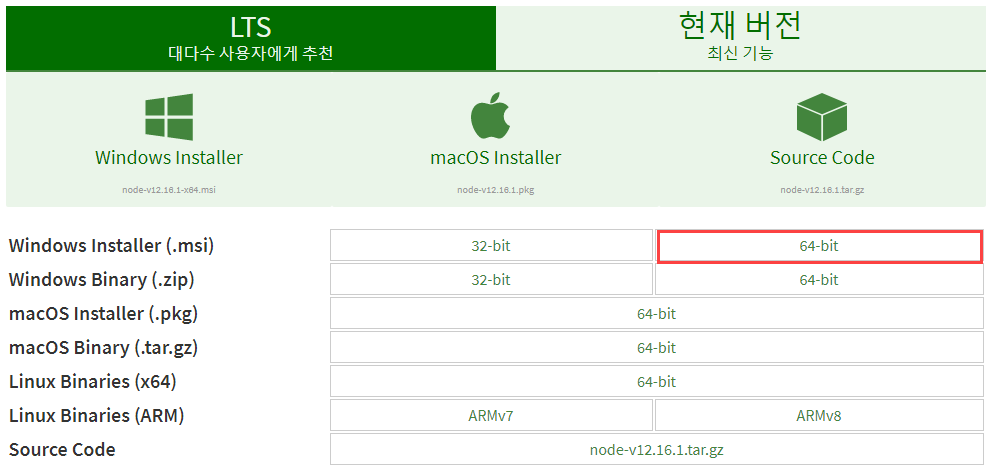 LTS
대다수 사용자에게 추천
현재 버전
최신 기능
Windows Installer
node-v12.16.1-x64.msi
macOS Installer
node-v12.16.1.pkg
Source Code
node-v12.16.1.tar.gz
Windows Installer (.msi) 32-bit 64-bit
Windows Binary (.zip) 32-bit 64-bit
macOS Installer (.pkg) 64-bit
macOS Binary (.tar.gz) 64-bit
Linux Binaries (x64) 64-bit
Linux Binaries (ARM) ARMv7 ARMv8
Source Code node-v12.16.1.tar.gz